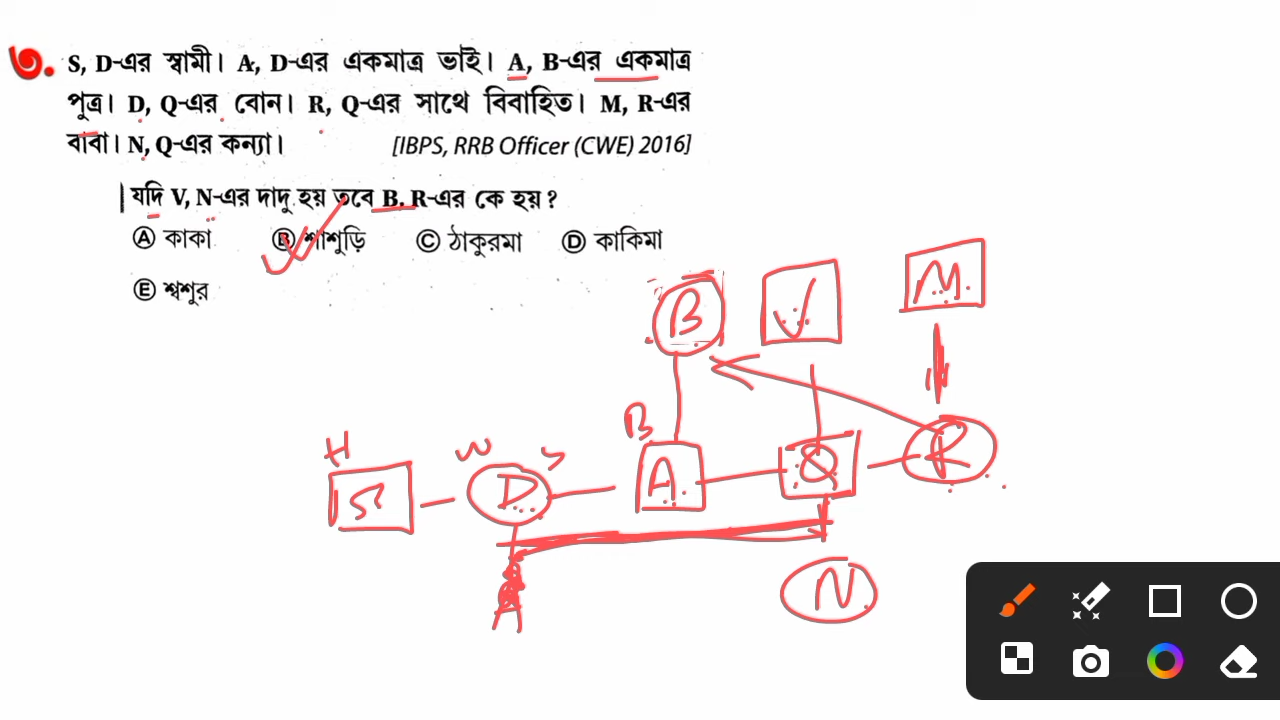 ৩. S, D-এর স্বামী। A, D-এর একমাত্র ভাই। A, B-এর একমাত্র
পুত্র। D, Q-এর বোন। R, Q-এর সাথে বিবাহিত। M, R-এর
বাবা। N, Q-এর কন্যা। [IBPS, RRB Officer (CWE) 2016]
যদি V, N-এর দাদু হয় তবে B, R-এর কে হয়?
Ⓐ কাকা Ⓑ শাশুড়ি Ⓒ ঠাকুরমা Ⓓ কাকিমা
Ⓔ শ্বশুর
B V M
H W S B
S D A Q R
A N